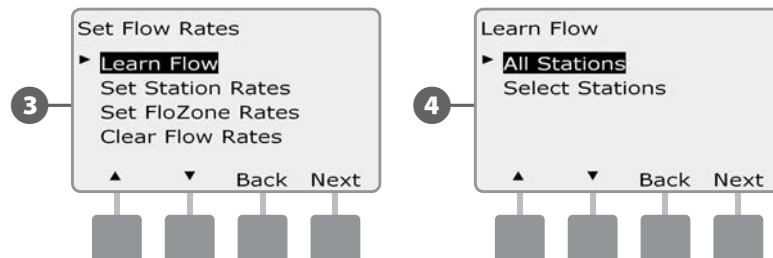 Set Flow Rates
► Learn Flow
Set Station Rates
Set FloZone Rates
Clear Flow Rates
▲ ▼ Back Next
3
Learn Flow
► All Stations
Select Stations
▲ ▼ Back Next
4